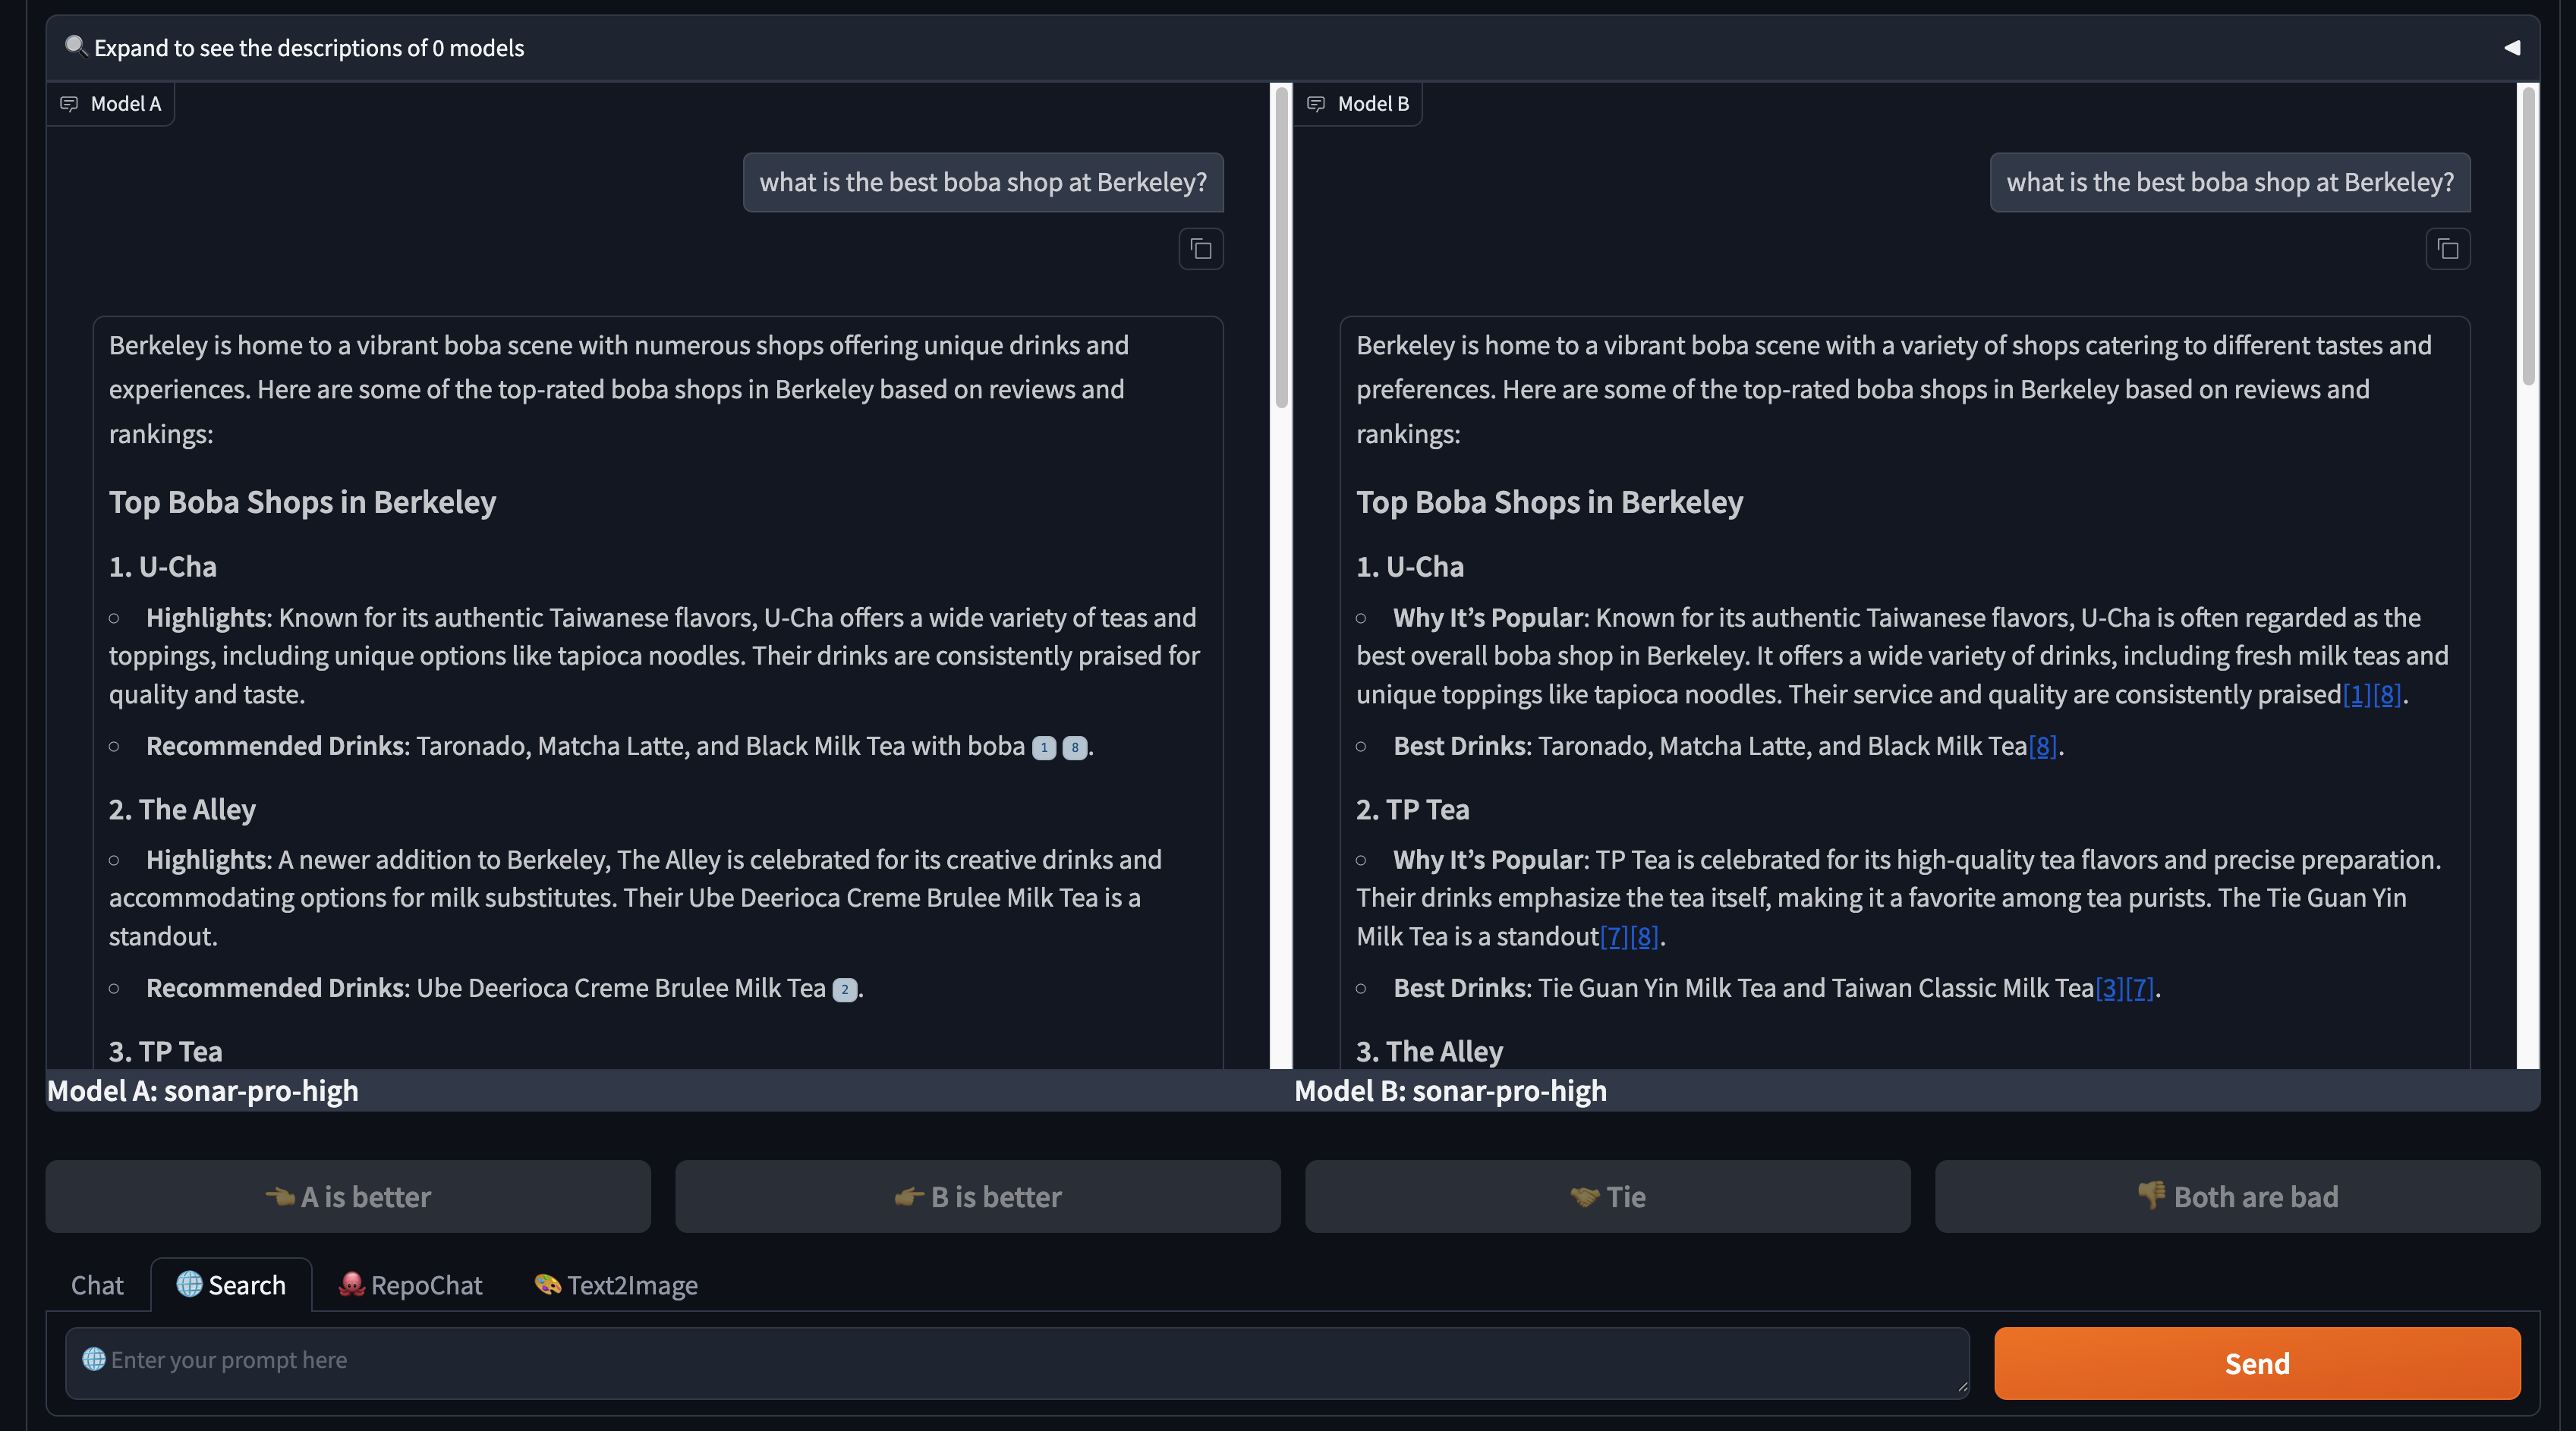 Expand to see the descriptions of 0 models
Model A
what is the best boba shop at Berkeley?
Berkeley is home to a vibrant boba scene with numerous shops offering unique drinks and
experiences. Here are some of the top-rated boba shops in Berkeley based on reviews and
rankings:
Top Boba Shops in Berkeley
1. U-Cha
Highlights: Known for its authentic Taiwanese flavors, U-Cha offers a wide variety of teas and
toppings, including unique options like tapioca noodles. Their drinks are consistently praised for
quality and taste.
Recommended Drinks: Taronado, Matcha Latte, and Black Milk Tea with boba 1 8.
2. The Alley
Highlights: A newer addition to Berkeley, The Alley is celebrated for its creative drinks and
accommodating options for milk substitutes. Their Ube Deerioca Creme Brulee Milk Tea is a
standout.
Recommended Drinks: Ube Deerioca Creme Brulee Milk Tea 2.
3. TP Tea
Model A: sonar-pro-high
Model B
what is the best boba shop at Berkeley?
Berkeley is home to a vibrant boba scene with a variety of shops catering to different tastes and
preferences. Here are some of the top-rated boba shops in Berkeley based on reviews and
rankings:
Top Boba Shops in Berkeley
1. U-Cha
Why It’s Popular: Known for its authentic Taiwanese flavors, U-Cha is often regarded as the
best overall boba shop in Berkeley. It offers a wide variety of drinks, including fresh milk teas and
unique toppings like tapioca noodles. Their service and quality are consistently praised[1][8].
Best Drinks: Taronado, Matcha Latte, and Black Milk Tea[8].
2. TP Tea
Why It’s Popular: TP Tea is celebrated for its high-quality tea flavors and precise preparation.
Their drinks emphasize the tea itself, making it a favorite among tea purists. The Tie Guan Yin
Milk Tea is a standout[7][8].
Best Drinks: Tie Guan Yin Milk Tea and Taiwan Classic Milk Tea[3][7].
3. The Alley
Model B: sonar-pro-high
A is better
B is better
Tie
Both are bad
Chat
Search
RepoChat
Text2Image
Enter your prompt here
Send